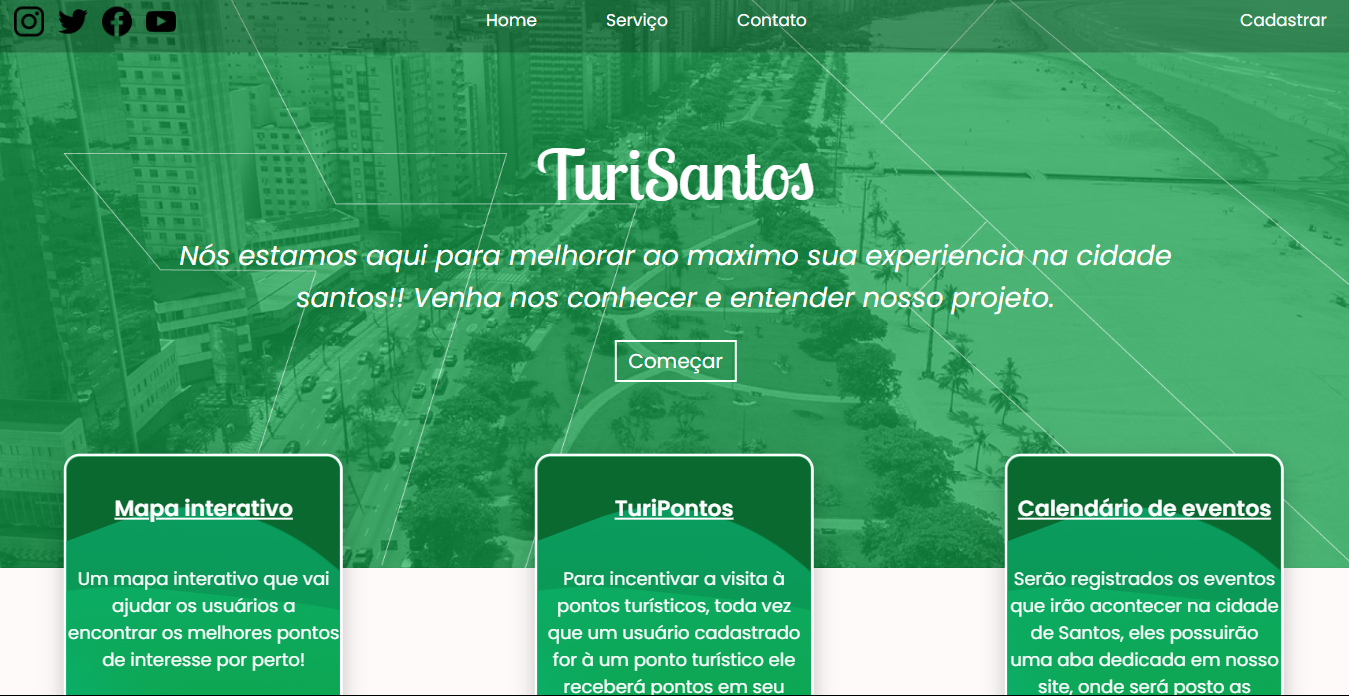 Home Serviço Contato Cadastrar
TuriSantos
Nós estamos aqui para melhorar ao maximo sua experiencia na cidade
santos!! Venha nos conhecer e entender nosso projeto.
Começar
Mapa interativo
Um mapa interativo que vai
ajudar os usuários a
encontrar os melhores pontos
de interesse por perto!
TuriPontos
Para incentivar a visita à
pontos turísticos, toda vez
que um usuário cadastrado
for à um ponto turístico ele
receberá pontos em seu
Calendário de eventos
Serão registrados os eventos
que irão acontecer na cidade
de Santos, eles possuirão
uma aba dedicada em nosso
site, onde será posto as